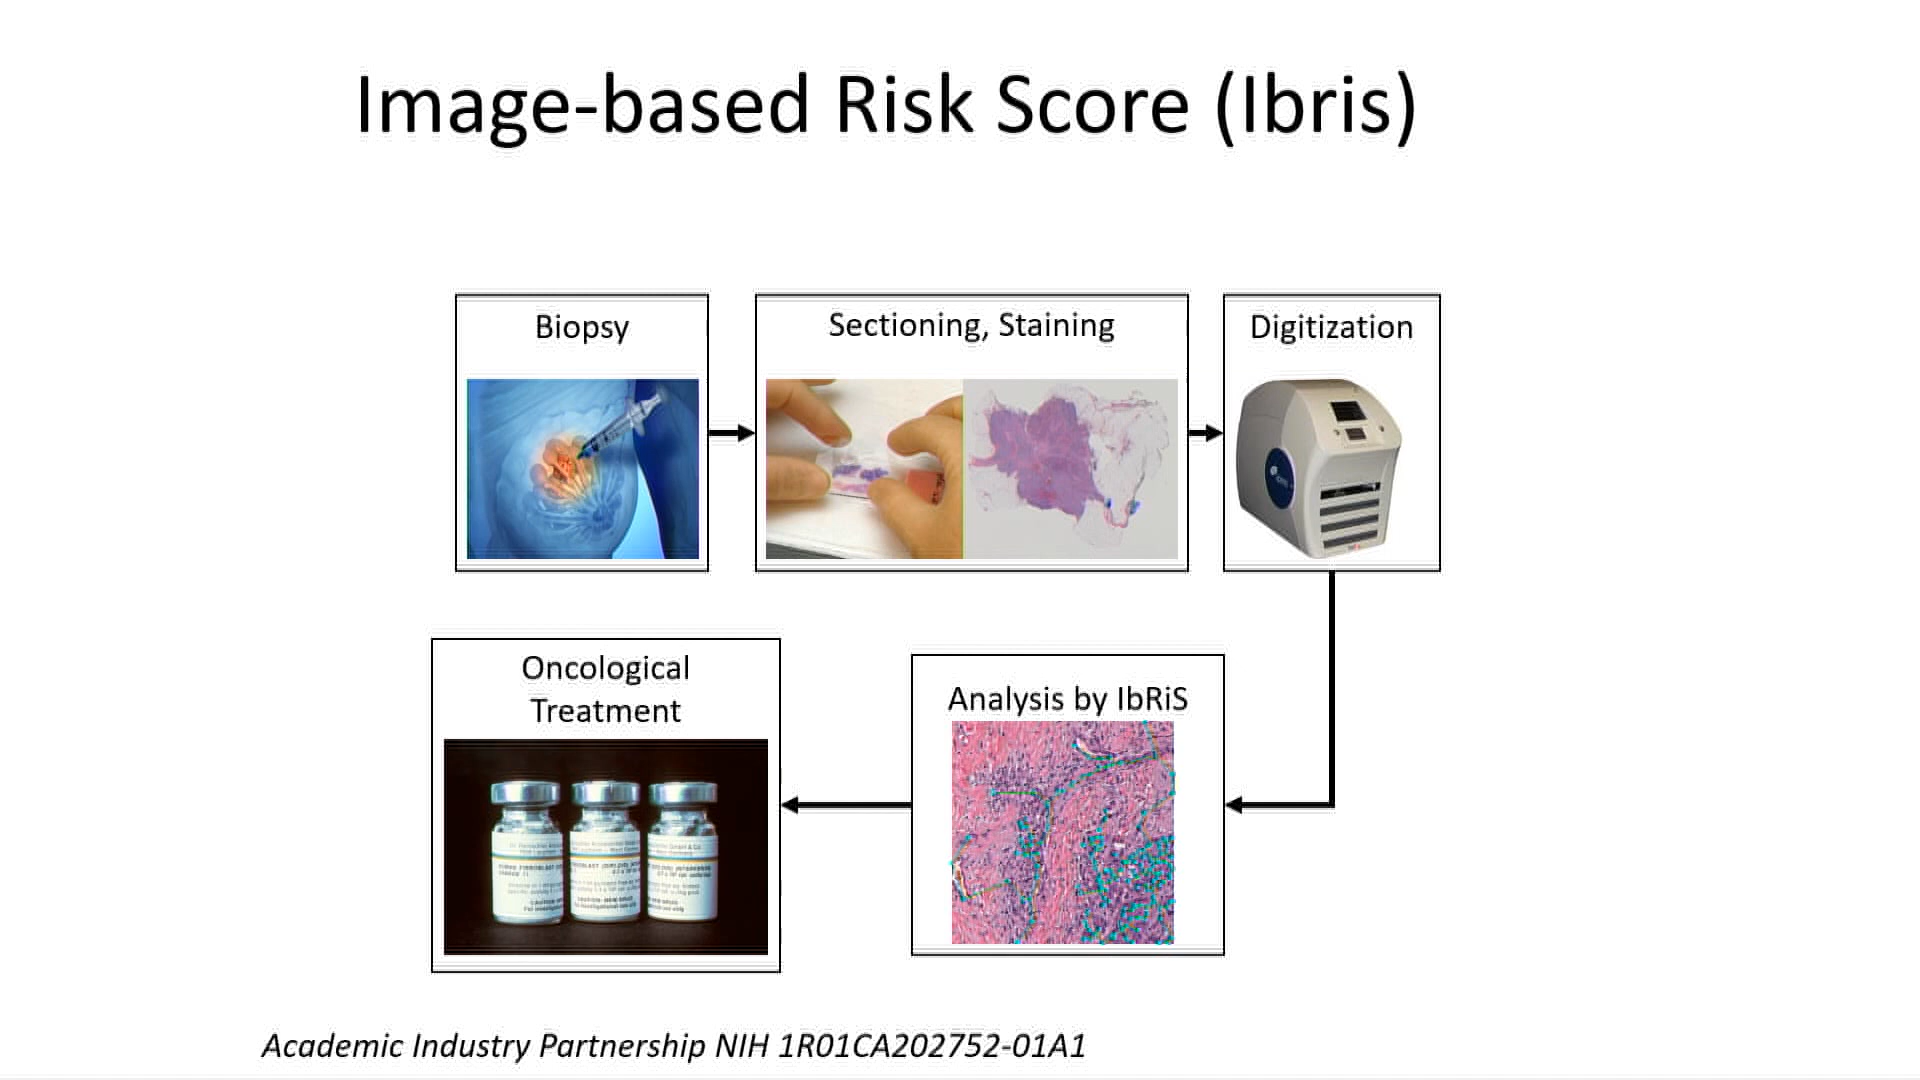 Image-based Risk Score (Ibris)
Biopsy
Sectioning, Staining
Digitization
Oncological
Treatment
Analysis by IbRiS
Academic Industry Partnership NIH 1R01CA202752-01A1